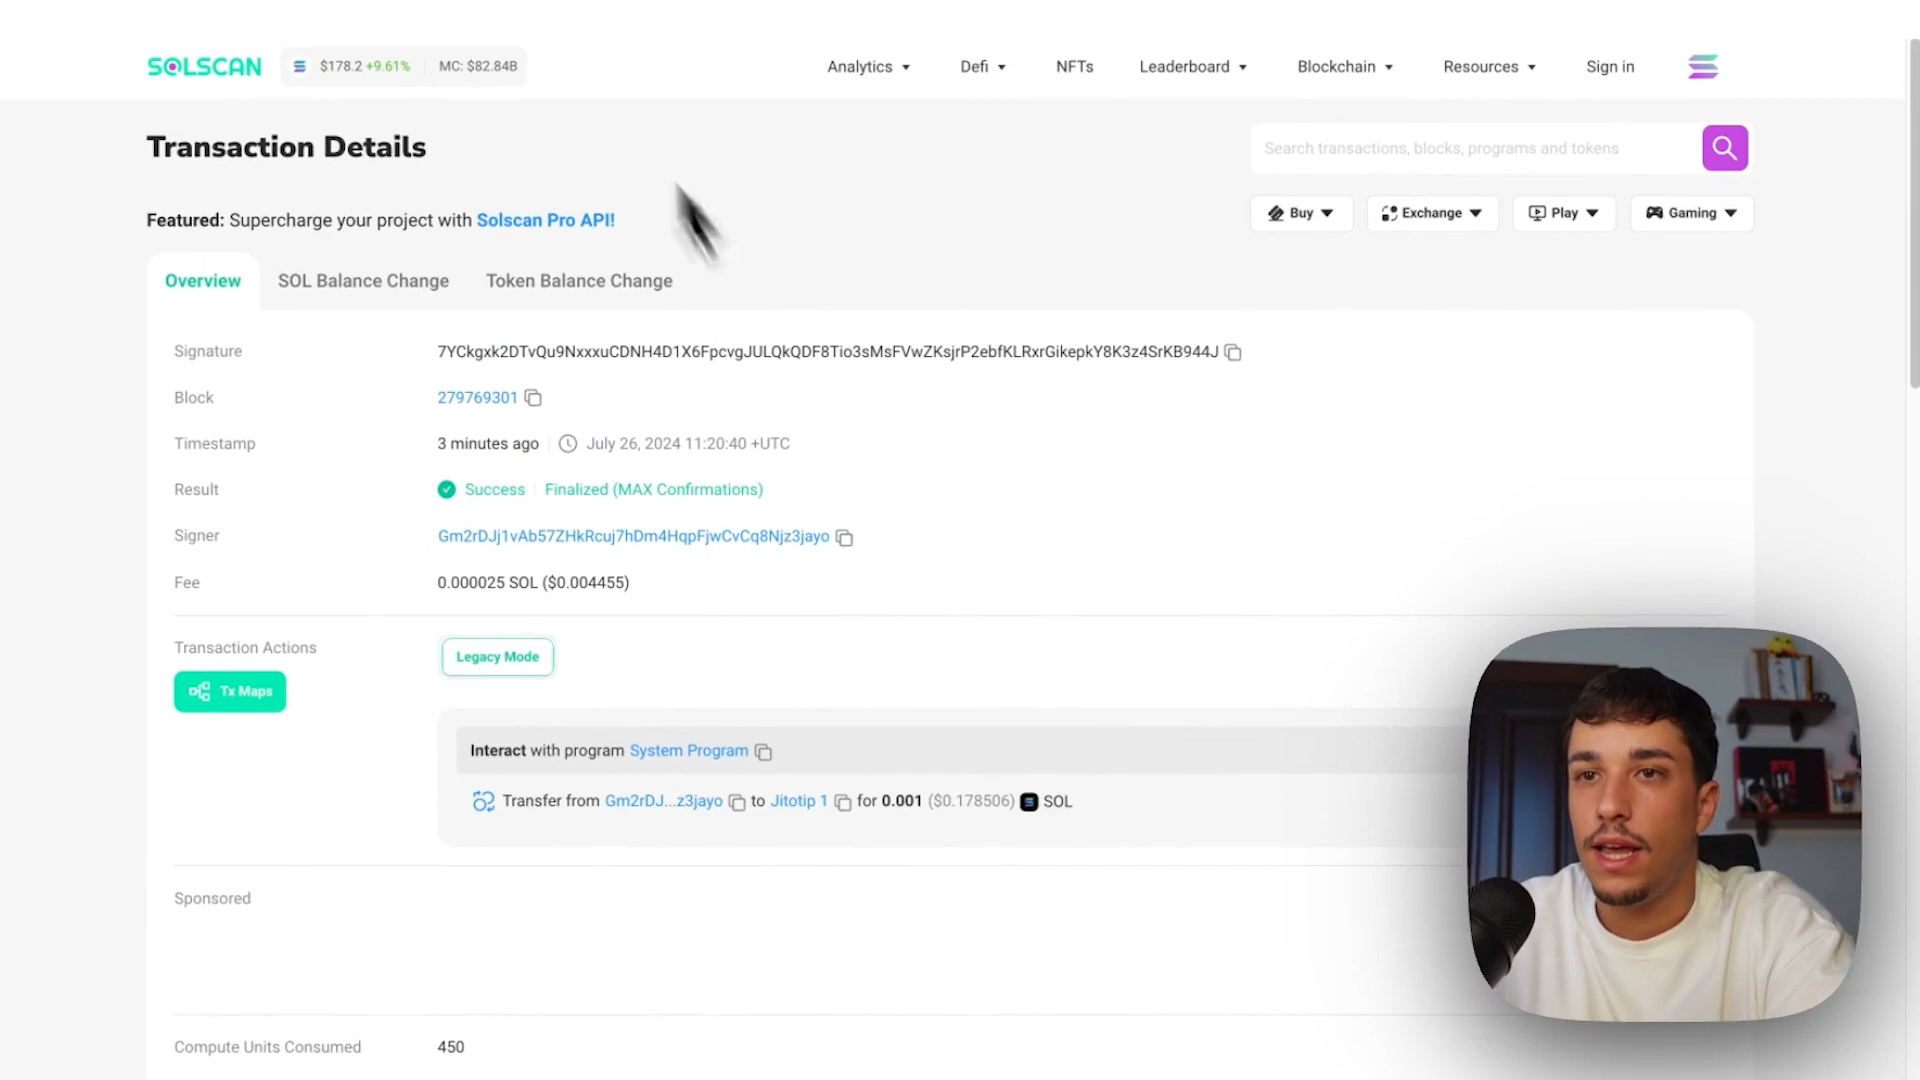 SOLSCAN $178.2 +9.61% MC: $82.84B Analytics Defi NFTs Leaderboard Blockchain Resources Sign in
Transaction Details
Search transactions, blocks, programs and tokens
Featured: Supercharge your project with Solscan Pro API!
Buy Exchange Play Gaming
Overview SOL Balance Change Token Balance Change
Signature 7YCkgxk2DTvQu9NxxxuCDNH4D1X6FpcvgJULQkQDF8Tio3sMsFVwZKsjrP2ebfKLRxrGikepkY8K3z4SrKB944J
Block 279769301
Timestamp 3 minutes ago July 26, 2024 11:20:40 +UTC
Result Success Finalized (MAX Confirmations)
Signer Gm2rDJj1vAb57ZHkRcuj7hDm4HqpFjwCvCq8Njz3jayo
Fee 0.000025 SOL ($0.004455)
Transaction Actions Legacy Mode
Tx Maps
Interact with program System Program
Transfer from Gm2rDJ...z3jayo to Jitotip 1 for 0.001 ($0.178506) SOL
Sponsored
Compute Units Consumed 450